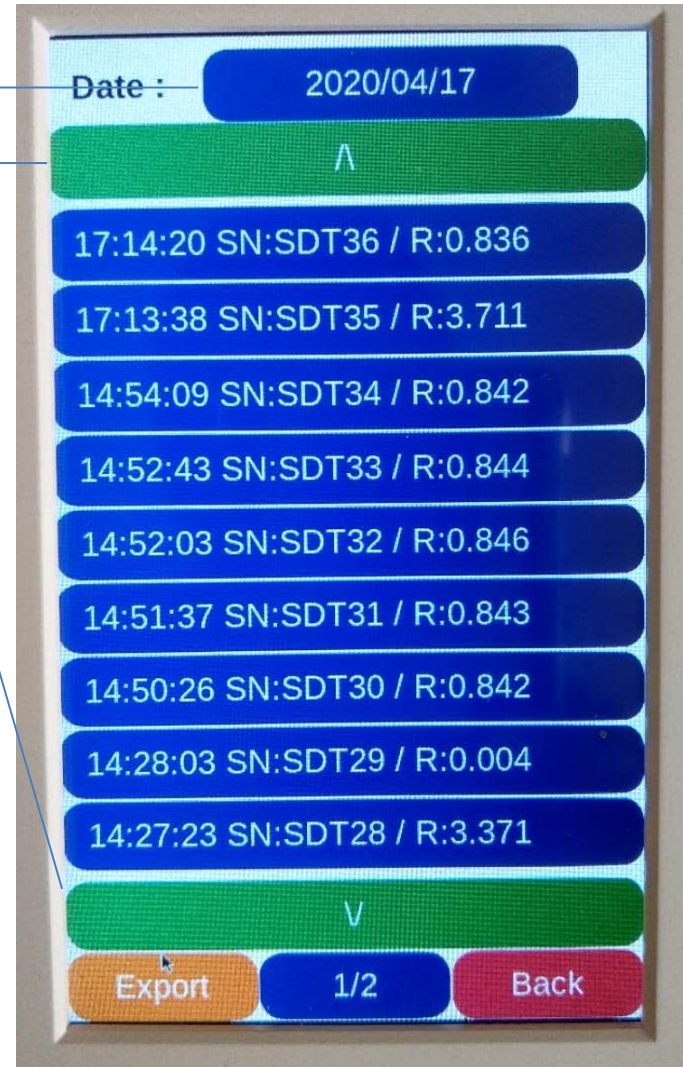 Date : 2020/04/17
/\
17:14:20 SN:SDT36 / R:0.836
17:13:38 SN:SDT35 / R:3.711
14:54:09 SN:SDT34 / R:0.842
14:52:43 SN:SDT33 / R:0.844
14:52:03 SN:SDT32 / R:0.846
14:51:37 SN:SDT31 / R:0.843
14:50:26 SN:SDT30 / R:0.842
14:28:03 SN:SDT29 / R:0.004
14:27:23 SN:SDT28 / R:3.371
\/
Export 1/2 Back